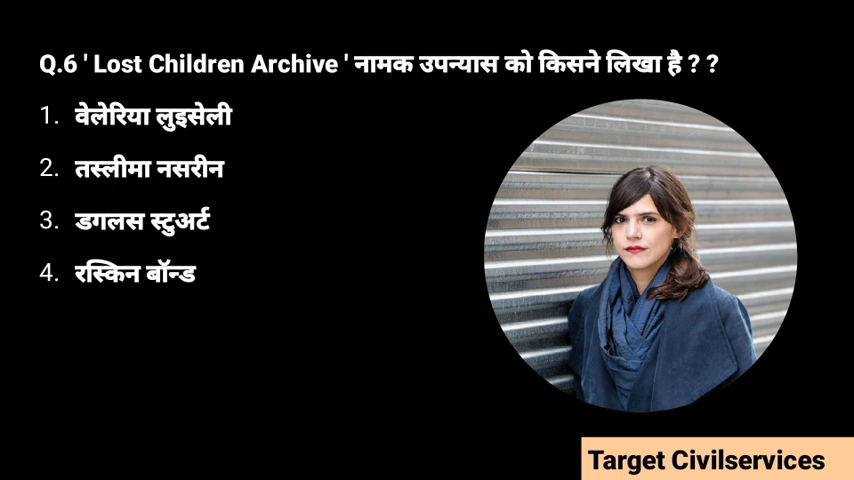 Q.6 ' Lost Children Archive ' नामक उपन्यास को किसने लिखा है ? ?
1. वेलेरिया लुइसेली
2. तस्लीमा नसरीन
3. डगलस स्टुअर्ट
4. रस्किन बॉन्ड
Target Civilservices